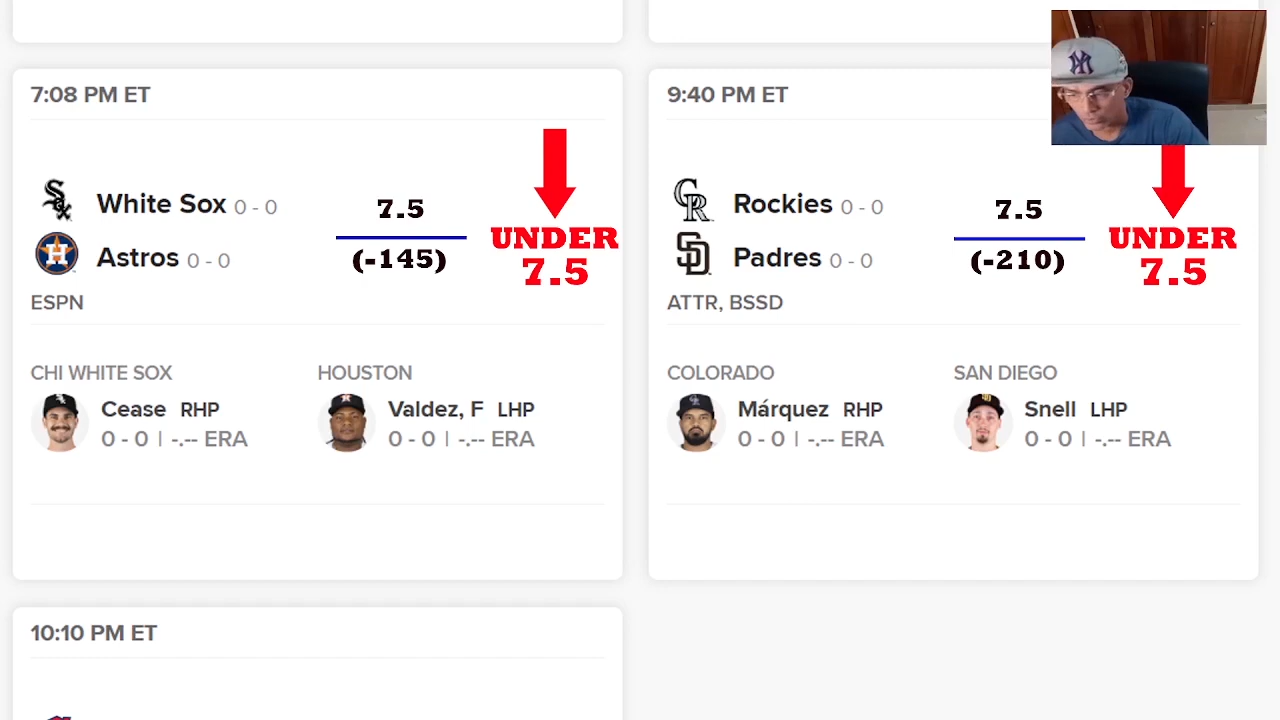 7:08 PM ET
White Sox 0 - 0
7.5
Astros 0 - 0
(-145)
UNDER
7.5
ESPN
CHI WHITE SOX
Cease RHP
0 - 0 | -.-- ERA
HOUSTON
Valdez, F LHP
0 - 0 | -.-- ERA
9:40 PM ET
Rockies 0 - 0
7.5
Padres 0 - 0
(-210)
UNDER
7.5
ATTR, BSSD
COLORADO
Márquez RHP
0 - 0 | -.-- ERA
SAN DIEGO
Snell LHP
0 - 0 | -.-- ERA
10:10 PM ET